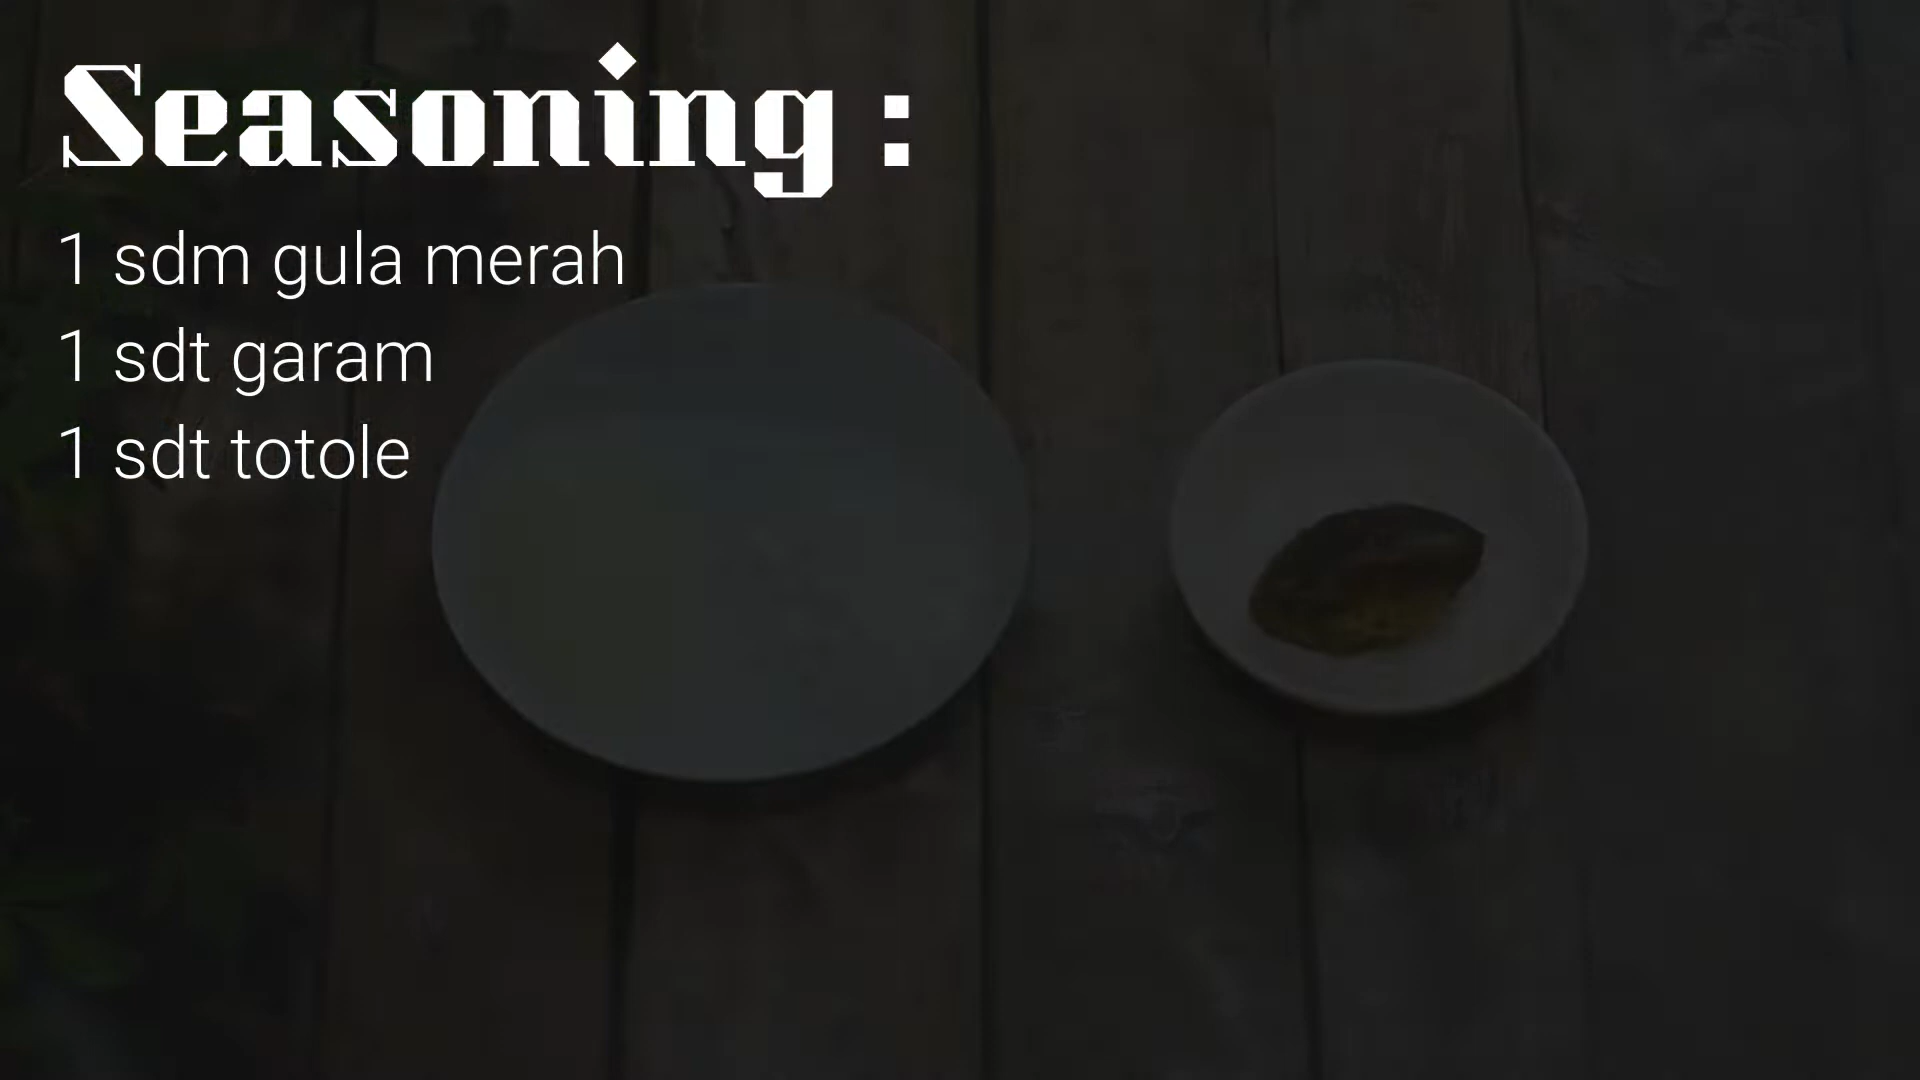 Seasoning :
1 sdm gula merah
1 sdt garam
1 sdt totole